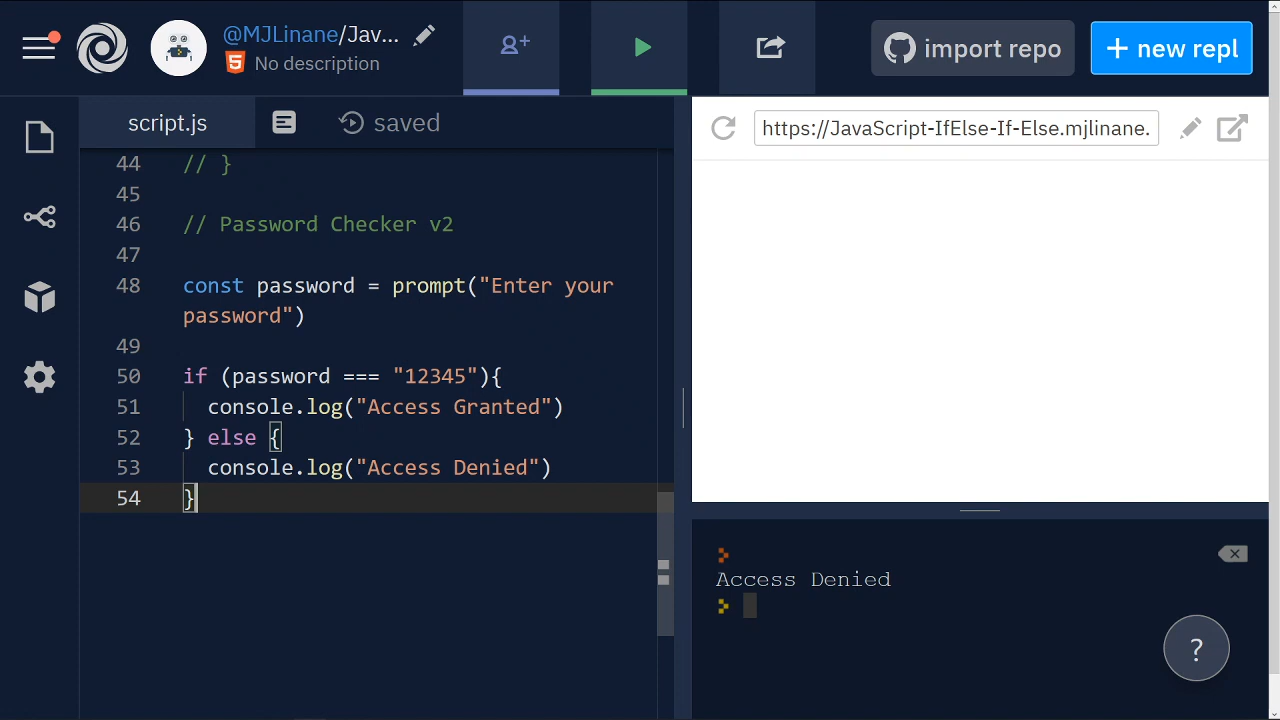 @MJLinane/Jav...
No description
import repo
+ new repl
script.js
saved
https://JavaScript-IfElse-If-Else.mjlinane.
44 // }
45
46 // Password Checker v2
47
48 const password = prompt("Enter your
password")
49
50 if (password === "12345"){
51 console.log("Access Granted")
52 } else {
53 console.log("Access Denied")
54 }
Access Denied
?